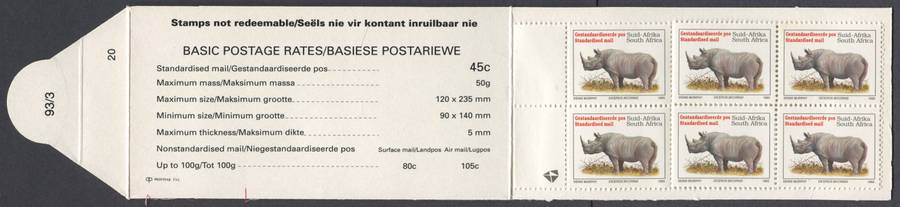 93/3
20
Stamps not redeemable/Seëls nie vir kontant inruilbaar nie
BASIC POSTAGE RATES/BASIESE POSTARIEWE
Standardised mail/Gestandaardiseerde pos 45c
Maximum mass/Maksimum massa 50g
Maximum size/Maksimum grootte 120 x 235 mm
Minimum size/Minimum grootte 90 x 140 mm
Maximum thickness/Maksimum dikte 5 mm
Nonstandardised mail/Niegestandaardiseerde pos Surface mail/Landpos Air mail/Lugpos
Up to 100g/Tot 100g 80c 105c
Gestandaardiseerde pos Suid-Afrika
Standardised mail South Africa
Gestandaardiseerde pos Suid-Afrika
Standardised mail South Africa
Gestandaardiseerde pos Suid-Afrika
Standardised mail South Africa
Gestandaardiseerde pos Suid-Afrika
Standardised mail South Africa
Gestandaardiseerde pos Suid-Afrika
Standardised mail South Africa
Gestandaardiseerde pos Suid-Afrika
Standardised mail South Africa